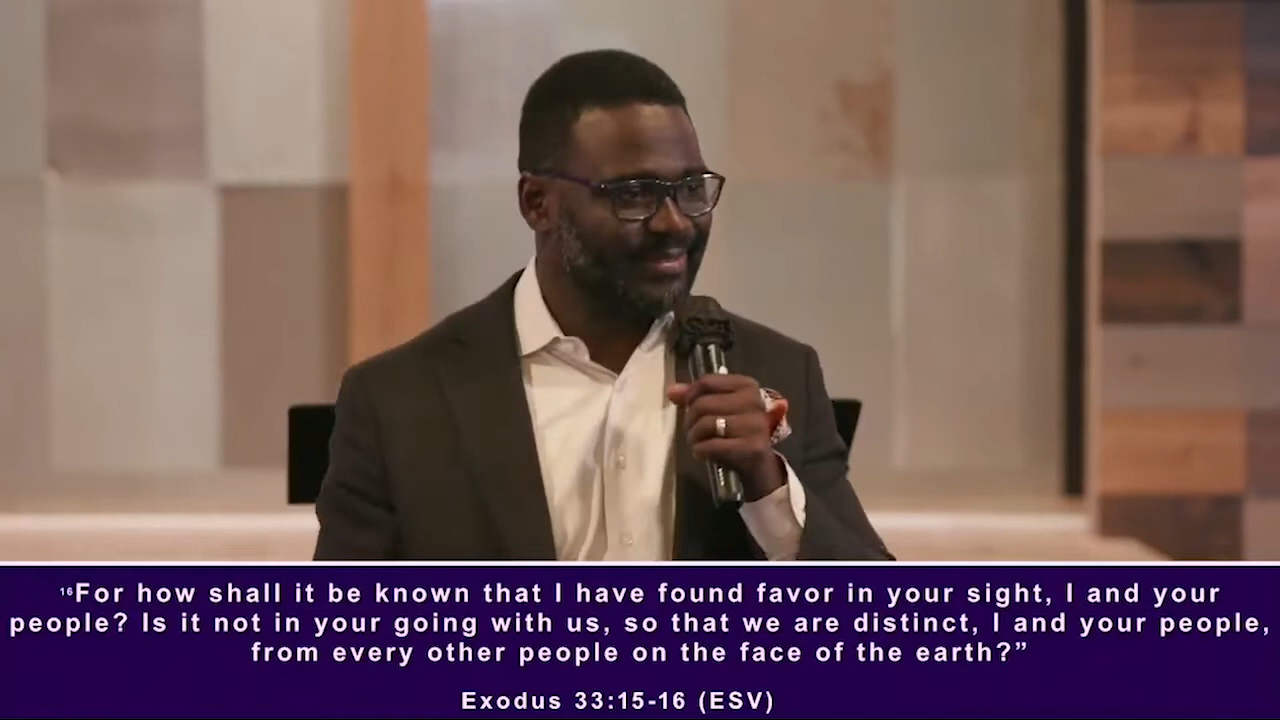 16“For how shall it be known that I have found favor in your sight, I and your
people? Is it not in your going with us, so that we are distinct, I and your people,
from every other people on the face of the earth?”
Exodus 33:15-16 (ESV)